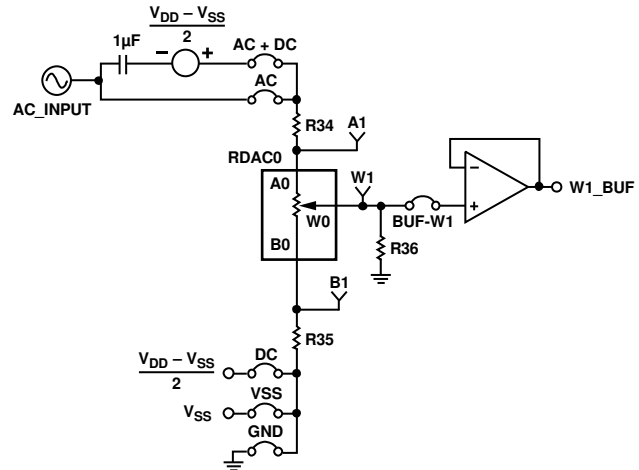 V_DD – V_SS
2
1µF
– +
AC + DC
AC_INPUT
AC
R34
A1
RDAC0
A0
W1
W0
BUF-W1
–
+
W1_BUF
B0
R36
B1
R35
V_DD – V_SS
2
DC
V_SS
VSS
GND